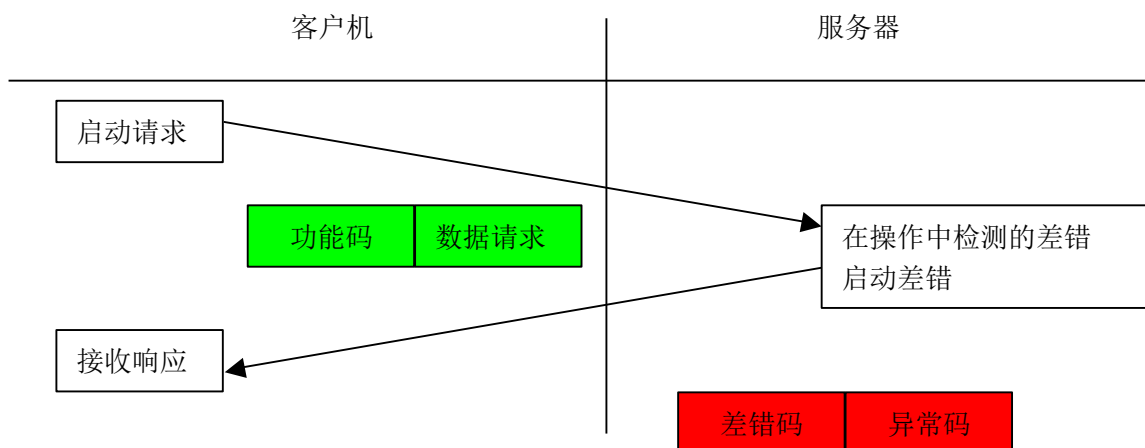 客户机
服务器
启动请求
功能码
数据请求
在操作中检测的差错
启动差错
接收响应
差错码
异常码